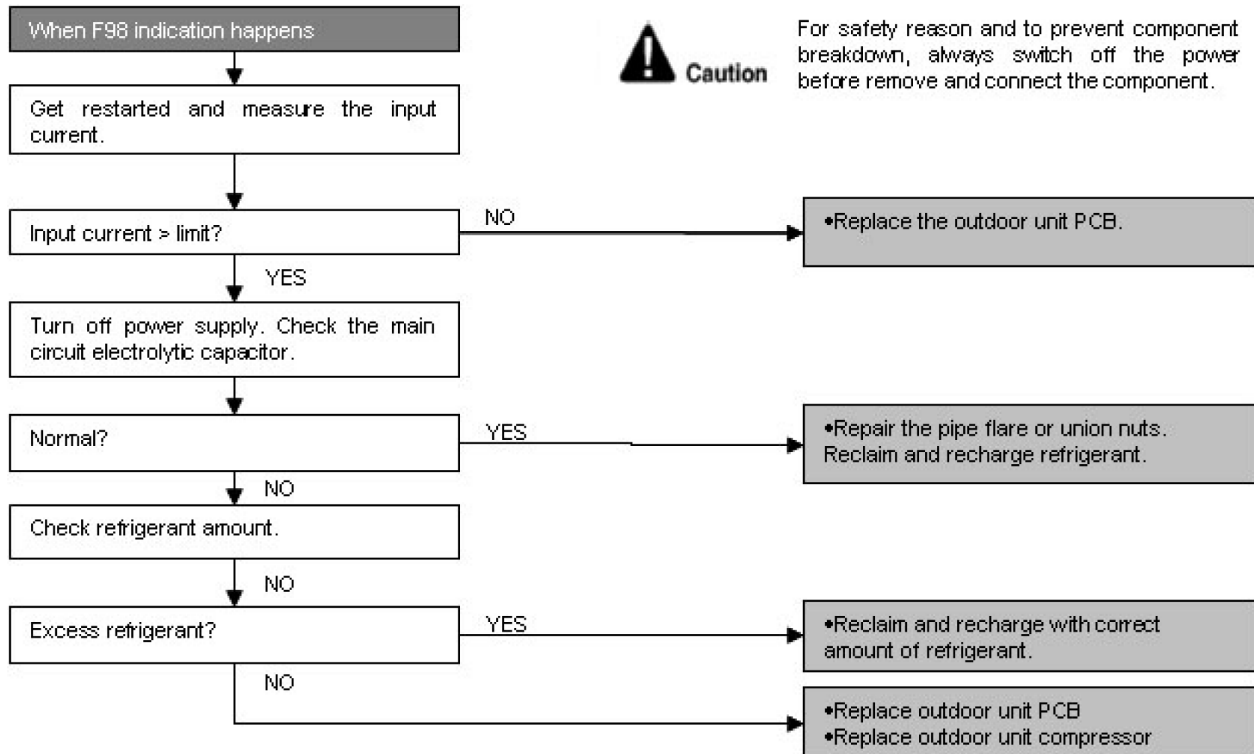 When F98 indication happens
Caution
For safety reason and to prevent component
breakdown, always switch off the power
before remove and connect the component.
Get restarted and measure the input
current.
Input current > limit?
NO
•Replace the outdoor unit PCB.
YES
Turn off power supply. Check the main
circuit electrolytic capacitor.
Normal?
YES
•Repair the pipe flare or union nuts.
Reclaim and recharge refrigerant.
NO
Check refrigerant amount.
NO
Excess refrigerant?
YES
•Reclaim and recharge with correct
amount of refrigerant.
NO
•Replace outdoor unit PCB
•Replace outdoor unit compressor